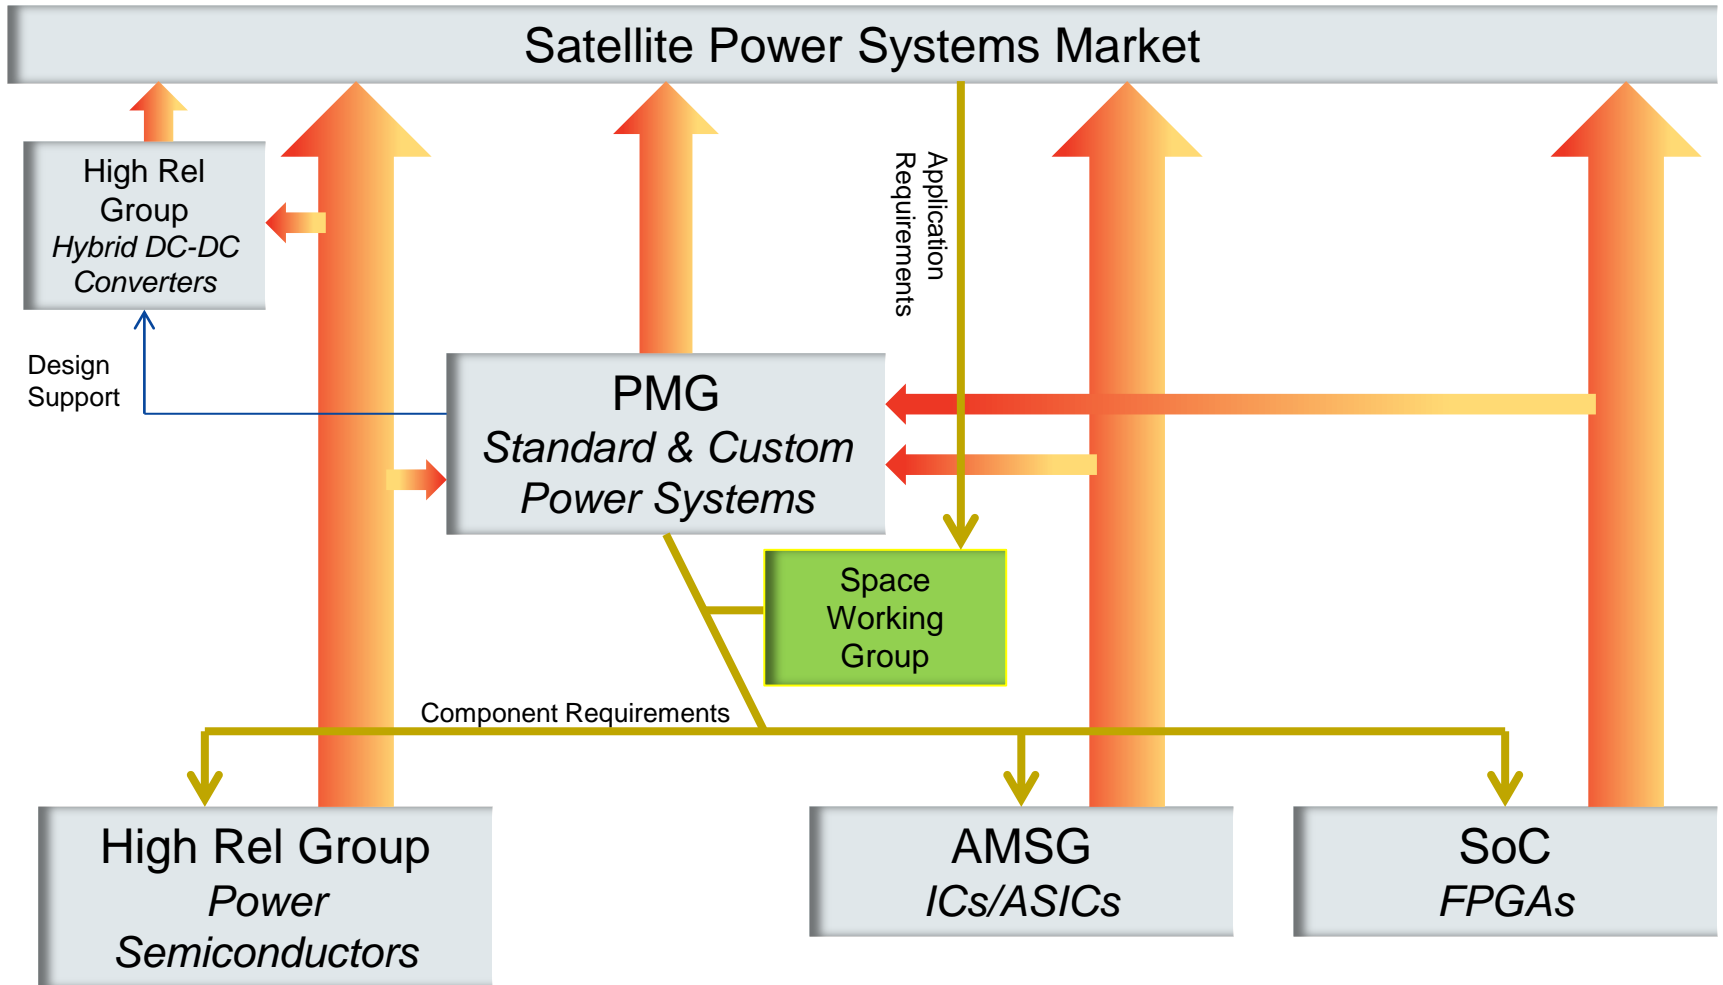 Satellite Power Systems Market
High Rel
Group
Hybrid DC-DC
Converters
Application
Requirements
Design
Support
PMG
Standard & Custom
Power Systems
Space
Working
Group
Component Requirements
High Rel Group
Power
Semiconductors
AMSG
ICs/ASICs
SoC
FPGAs